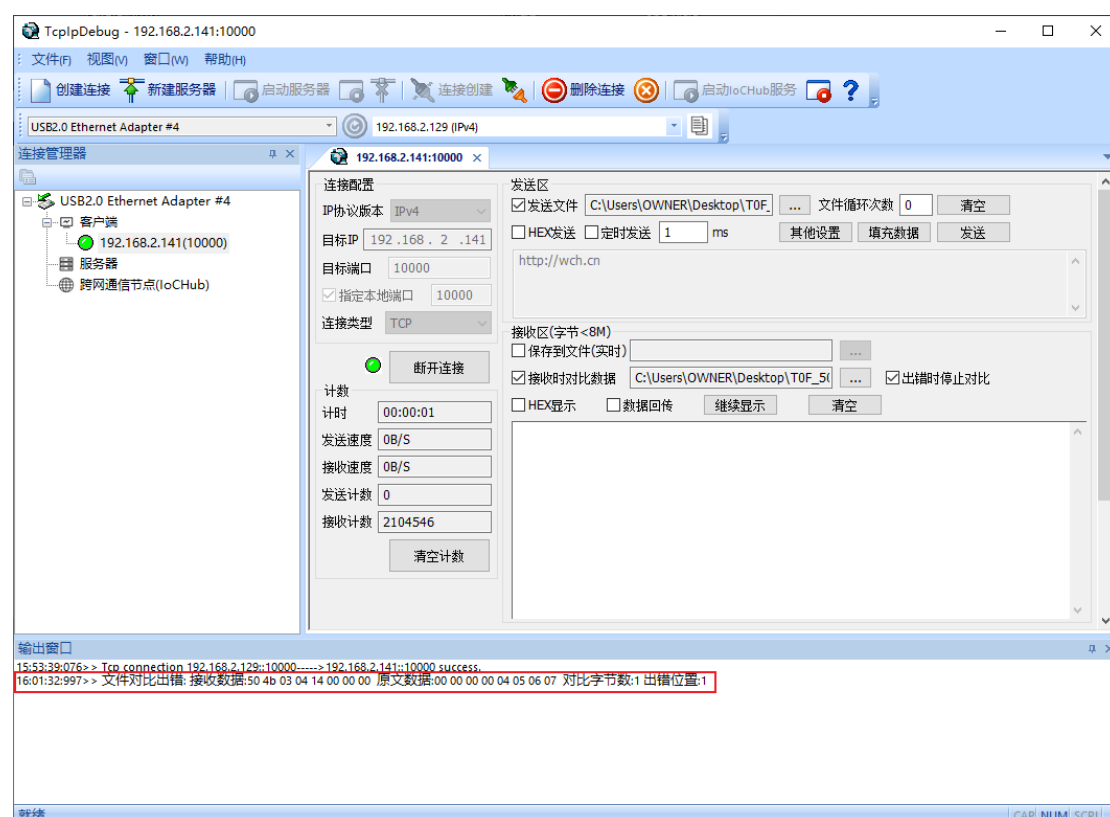 TcpIpDebug - 192.168.2.141:10000
文件(F) 视图(V) 窗口(W) 帮助(H)
创建连接 新建服务器 启动服务器 连接创建 删除连接 启动IoCHub服务
USB2.0 Ethernet Adapter #4 192.168.2.129 (IPv4)
连接管理器
192.168.2.141:10000
USB2.0 Ethernet Adapter #4
客户端
192.168.2.141(10000)
服务器
跨网通信节点(IoCHub)
连接配置
IP协议版本 IPv4
目标IP 192 .168 . 2 .141
目标端口 10000
指定本地端口 10000
连接类型 TCP
断开连接
计数
计时 00:00:01
发送速度 0B/S
接收速度 0B/S
发送计数 0
接收计数 2104546
清空计数
发送区
发送文件 C:\Users\OWNER\Desktop\T0F_ ... 文件循环次数 0 清空
HEX发送 定时发送 1 ms 其他设置 填充数据 发送
http://wch.cn
接收区(字节<8M)
保存到文件(实时) ...
接收时对比数据 C:\Users\OWNER\Desktop\T0F_5( ... 出错时停止对比
HEX显示 数据回传 继续显示 清空
输出窗口
15:53:39:076>> Tcp connection 192.168.2.129::10000----->192.168.2.141::10000 success.
16:01:32:997>> 文件对比出错: 接收数据:50 4b 03 04 14 00 00 00 原文数据:00 00 00 00 04 05 06 07 对比字节数:1 出错位置:1
就绪 CAP NUM SCRL